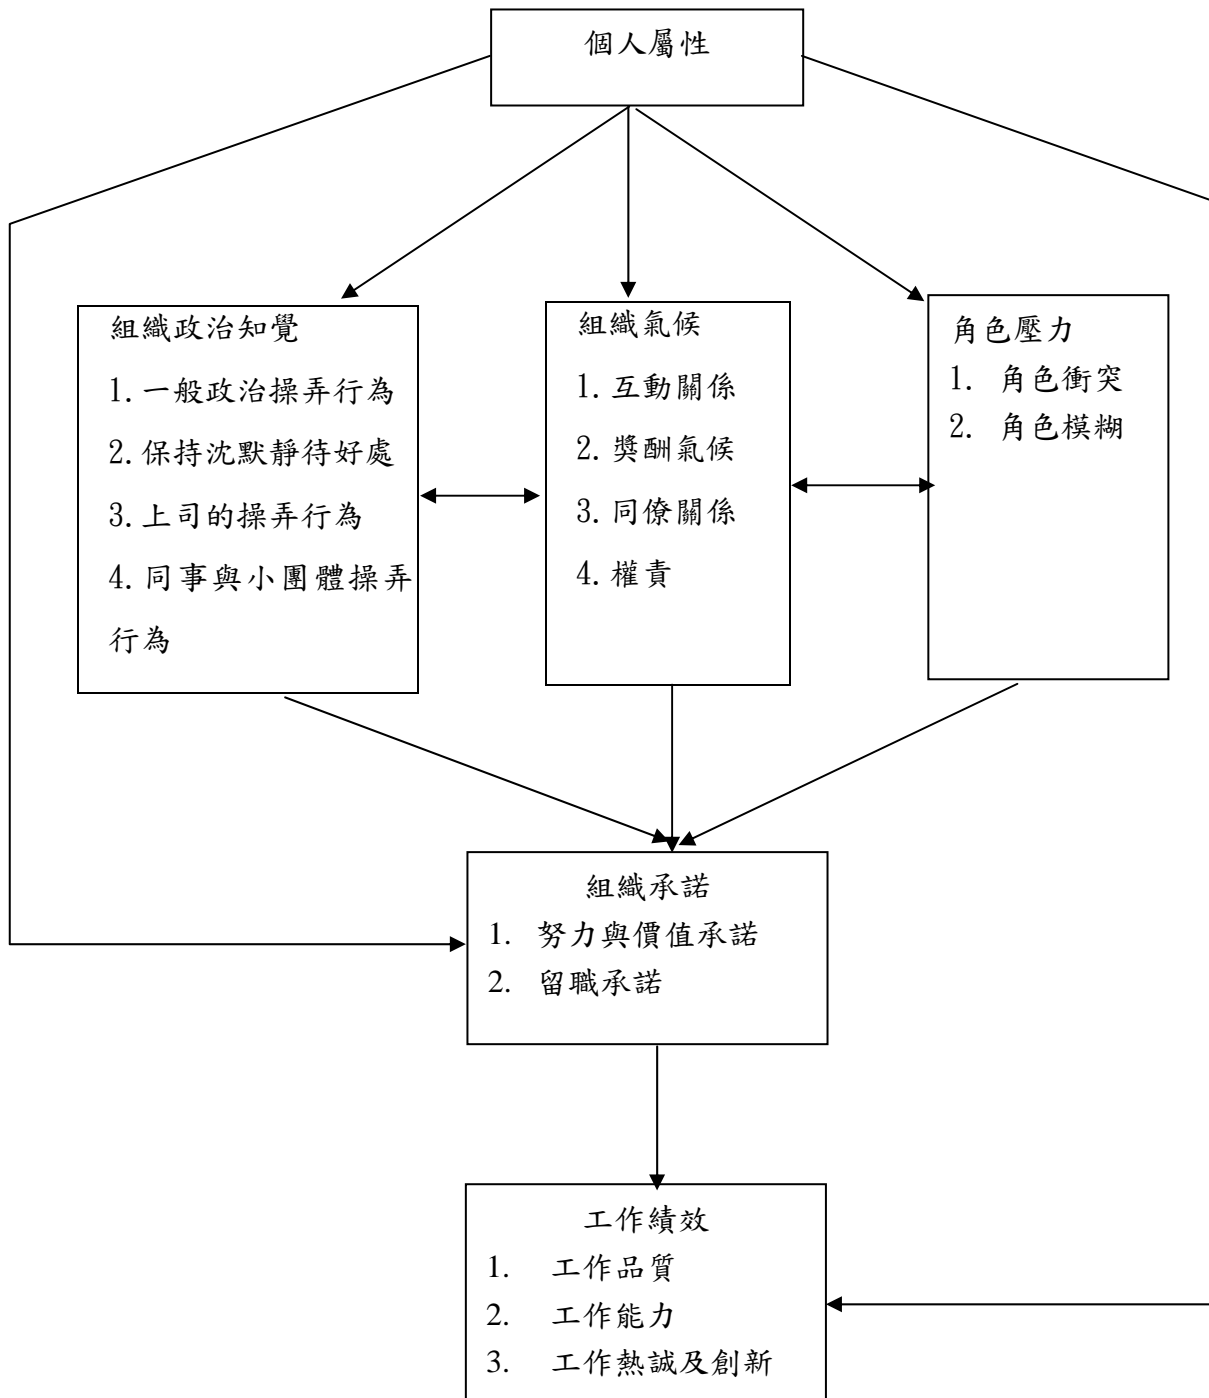 個人屬性
組織政治知覺
1.一般政治操弄行為
2.保持沈默靜待好處
3.上司的操弄行為
4.同事與小團體操弄
行為
組織氣候
1.互動關係
2.獎酬氣候
3.同僚關係
4.權責
角色壓力
1. 角色衝突
2. 角色模糊
組織承諾
1. 努力與價值承諾
2. 留職承諾
工作績效
1. 工作品質
2. 工作能力
3. 工作熱誠及創新